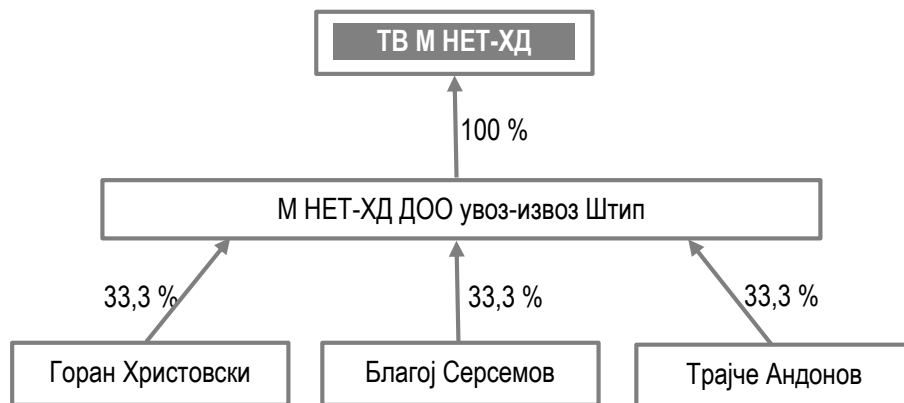 ТВ М НЕТ-ХД
100 %
М НЕТ-ХД ДОО увоз-извоз Штип
33,3 %
33,3 %
33,3 %
Горан Христовски
Благој Серсемов
Трајче Андонов